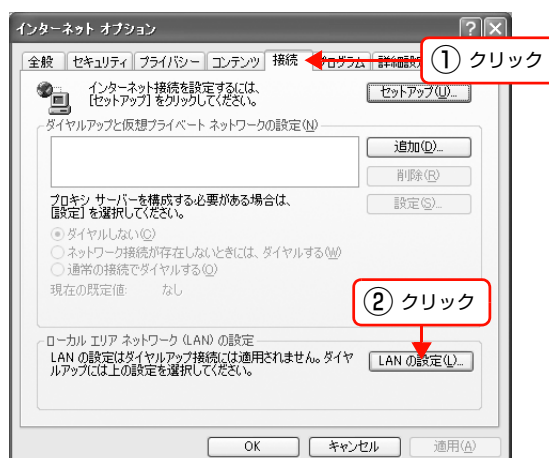 インターネット オプション
全般 セキュリティ プライバシー コンテンツ 接続 プログラム 詳細設定
① クリック
インターネット接続を設定するには、
[セットアップ] をクリックしてください。
セットアップ(U)...
ダイヤルアップと仮想プライベート ネットワークの設定(N)
追加(D)...
削除(R)
プロキシ サーバーを構成する必要がある場合は、
[設定] を選択してください。
設定(S)...
ダイヤルしない(C)
ネットワーク接続が存在しないときには、ダイヤルする(W)
通常の接続でダイヤルする(O)
現在の既定値: なし
② クリック
ローカル エリア ネットワーク (LAN) の設定
LAN の設定はダイヤルアップ接続には適用されません。ダイヤ
ルアップには上の設定を選択してください。
LAN の設定(L)...
OK キャンセル 適用(A)